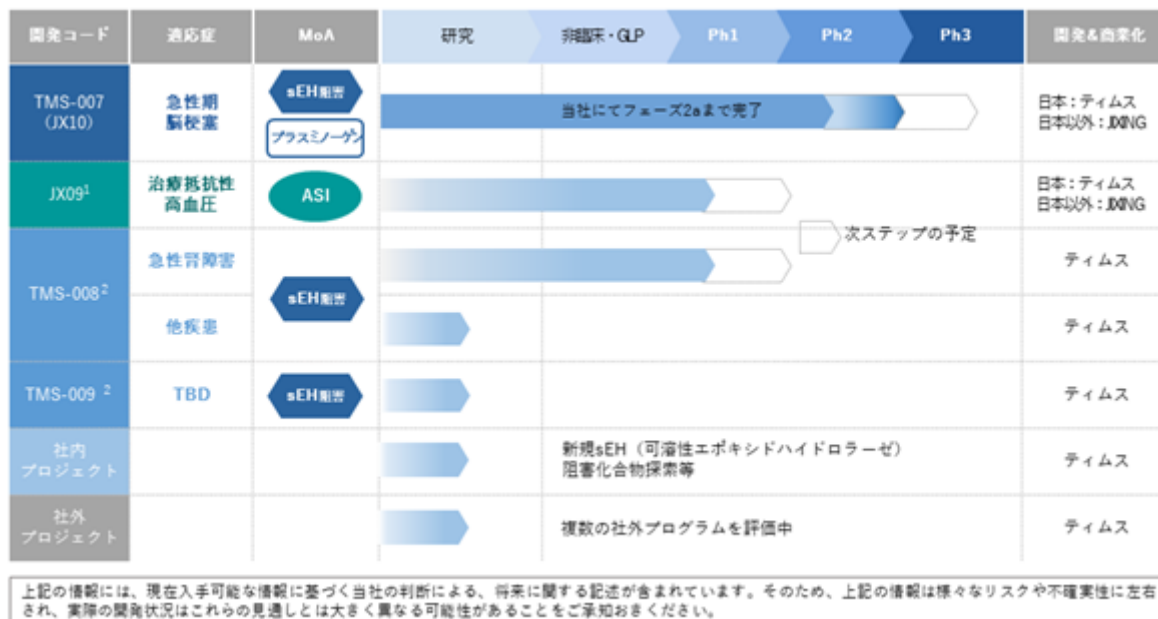 開発コード 適応症 MoA 研究 非臨床・GLP Ph1 Ph2 Ph3 開発&商業化
TMS-007
(JX10)
急性期
脳梗塞
sEH阻害
プラスミノーゲン
当社にてフェーズ2aまで完了
日本：ティムス
日本以外：JIXING
JX09¹
治療抵抗性
高血圧
ASI
日本：ティムス
日本以外：JIXING
次ステップの予定
TMS-008²
急性腎障害
sEH阻害
ティムス
他疾患
ティムス
TMS-009 ²
TBD
sEH阻害
ティムス
社内
プロジェクト
新規sEH（可溶性エポキシドハイドロラーゼ）
阻害化合物探索等
ティムス
社外
プロジェクト
複数の社外プログラムを評価中
ティムス
上記の情報には、現在入手可能な情報に基づく当社の判断による、将来に関する記述が含まれています。そのため、上記の情報は様々なリスクや不確実性に左右
され、実際の開発状況はこれらの見通しとは大きく異なる可能性があることをご承知おきください。